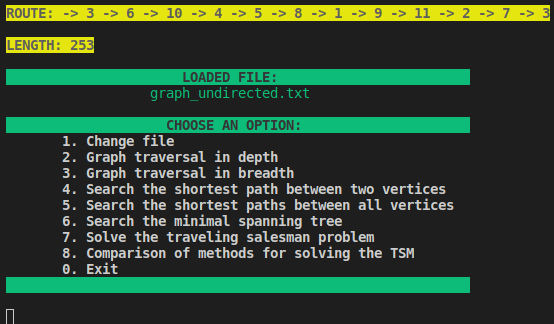 ROUTE: -> 3 -> 6 -> 10 -> 4 -> 5 -> 8 -> 1 -> 9 -> 11 -> 2 -> 7 -> 3
LENGTH: 253
LOADED FILE:
graph_undirected.txt
CHOOSE AN OPTION:
1. Change file
2. Graph traversal in depth
3. Graph traversal in breadth
4. Search the shortest path between two vertices
5. Search the shortest paths between all vertices
6. Search the minimal spanning tree
7. Solve the traveling salesman problem
8. Comparison of methods for solving the TSM
0. Exit